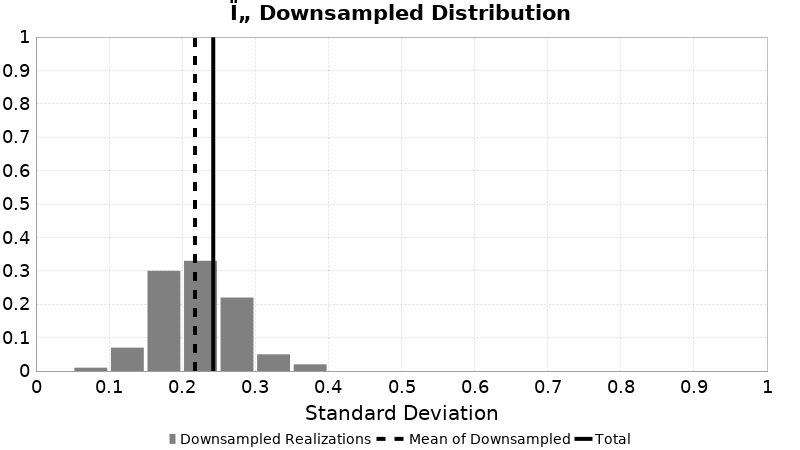 Ï„ Downsampled Distribution
1
0.9
0.8
0.7
0.6
0.5
0.4
0.3
0.2
0.1
0
0 0.1 0.2 0.3 0.4 0.5 0.6 0.7 0.8 0.9 1
Standard Deviation
Downsampled Realizations Mean of Downsampled Total